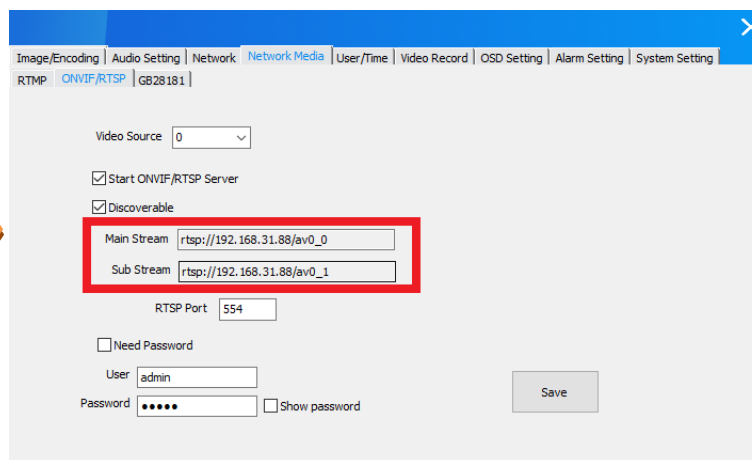 Image/Encoding Audio Setting Network Network Media User/Time Video Record OSD Setting Alarm Setting System Setting
RTMP ONVIF/RTSP GB28181
Video Source 0
Start ONVIF/RTSP Server
Discoverable
Main Stream rtsp://192.168.31.88/av0_0
Sub Stream rtsp://192.168.31.88/av0_1
RTSP Port 554
Need Password
User admin
Password ●●●●● Show password
Save